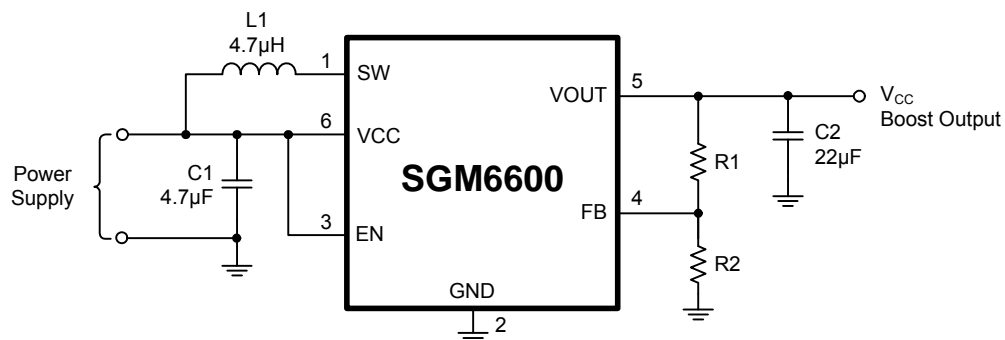 L1
4.7µH
1
SW
VOUT
5
V_CC
Boost Output
6
VCC
C2
22µF
R1
Power
Supply
C1
4.7µF
SGM6600
3
EN
FB
4
R2
GND
2